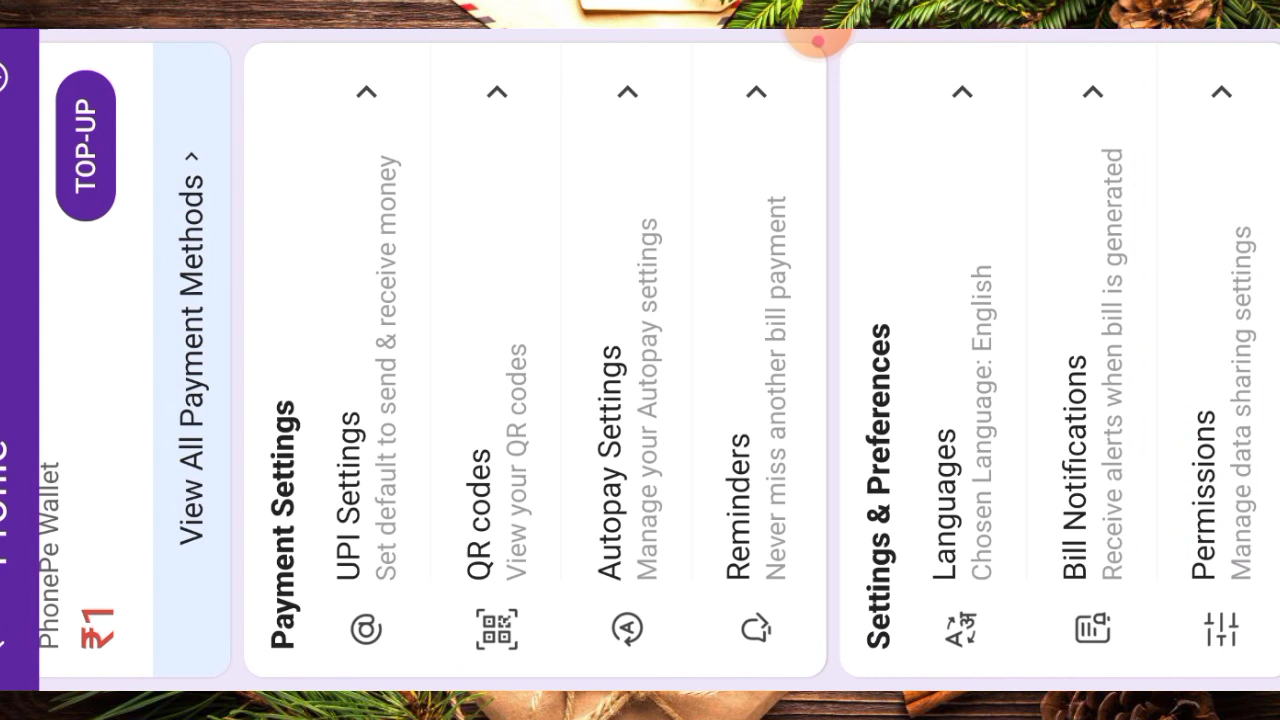 PhonePe Wallet
₹1
TOP-UP
View All Payment Methods >
Payment Settings
UPI Settings
Set default to send & receive money
QR codes
View your QR codes
Autopay Settings
Manage your Autopay settings
Reminders
Never miss another bill payment
Settings & Preferences
Languages
Chosen Language: English
Bill Notifications
Receive alerts when bill is generated
Permissions
Manage data sharing settings